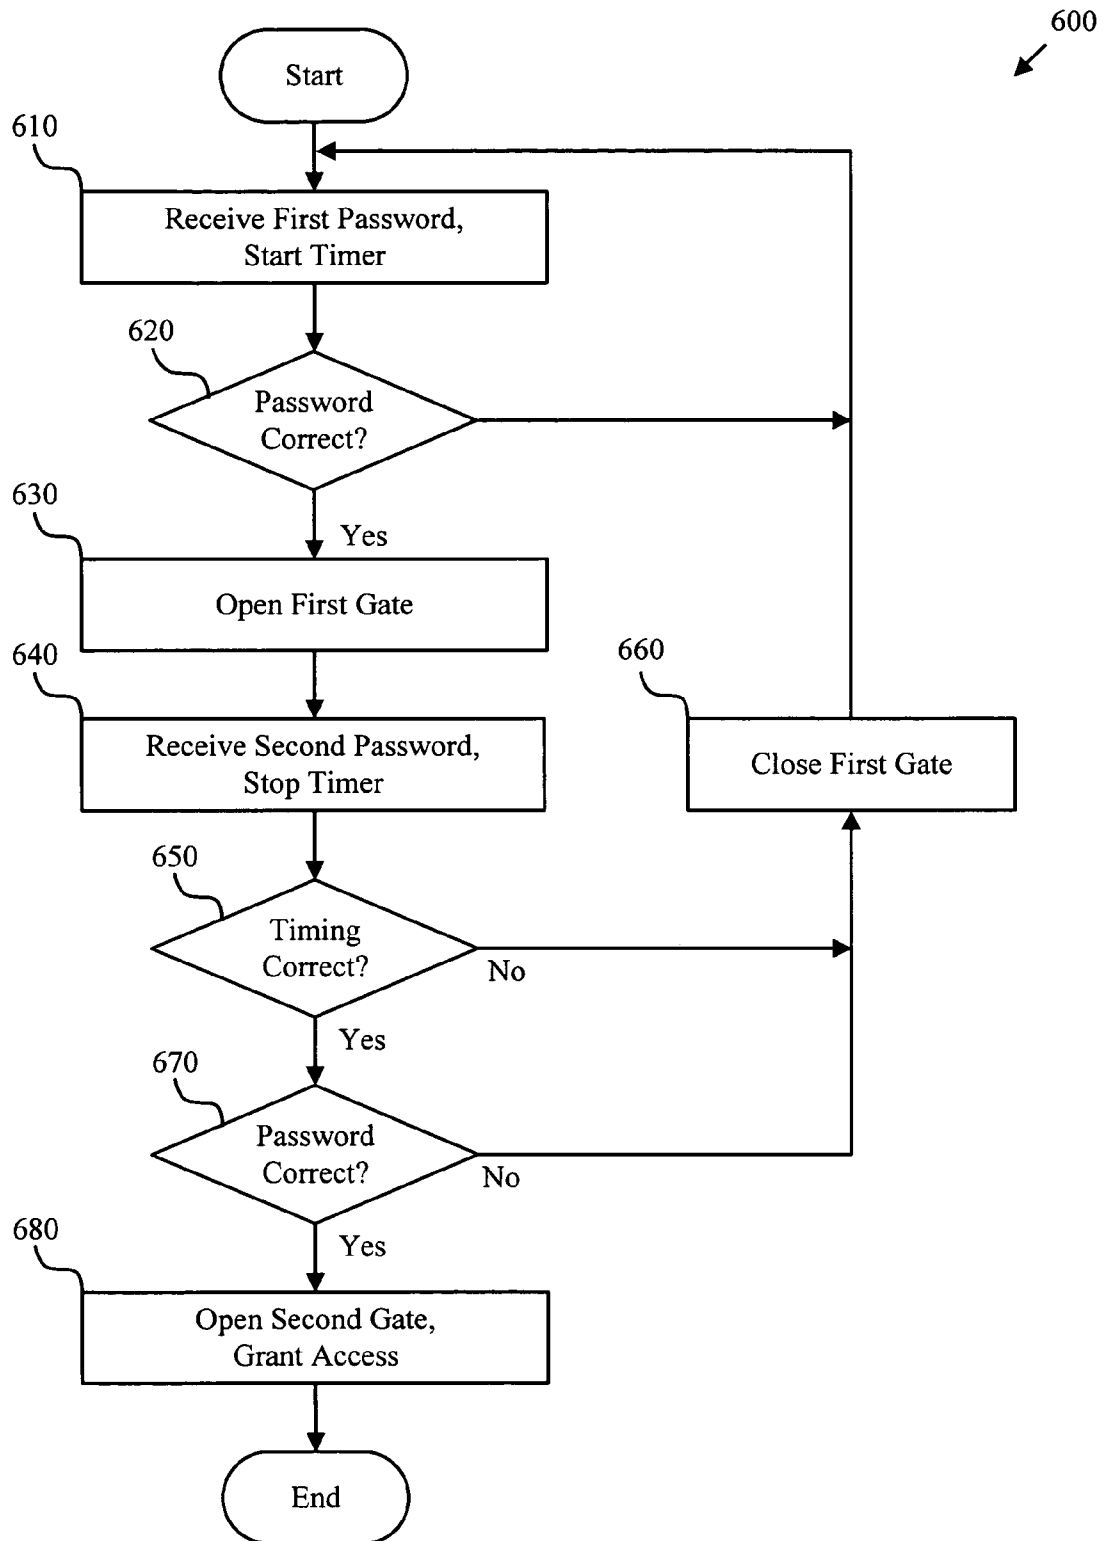 600
Start
610
Receive First Password,
Start Timer
620
Password
Correct?
Yes
630
Open First Gate
640
Receive Second Password,
Stop Timer
660
Close First Gate
650
Timing
Correct?
No
Yes
670
Password
Correct?
No
Yes
680
Open Second Gate,
Grant Access
End